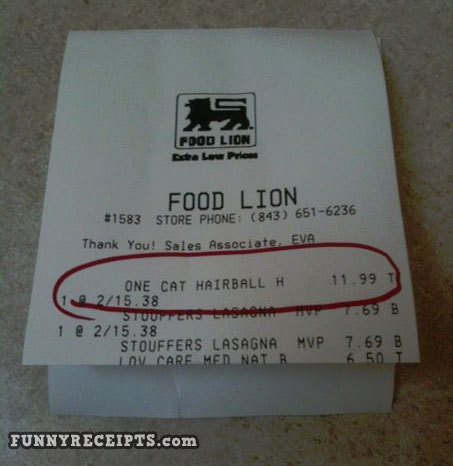 FOOD LION
Extra Low Prices
FOOD LION
#1583 STORE PHONE: (843) 651-6236
Thank You! Sales Associate, EVA
ONE CAT HAIRBALL H 11.99 T
1 @ 2/15.38
STOUFFERS LASAGNA MVP 7.69 B
1 @ 2/15.38
STOUFFERS LASAGNA MVP 7.69 B
LOV CARE MED NAT B 6.50 T
FUNNYRECEIPTS.com